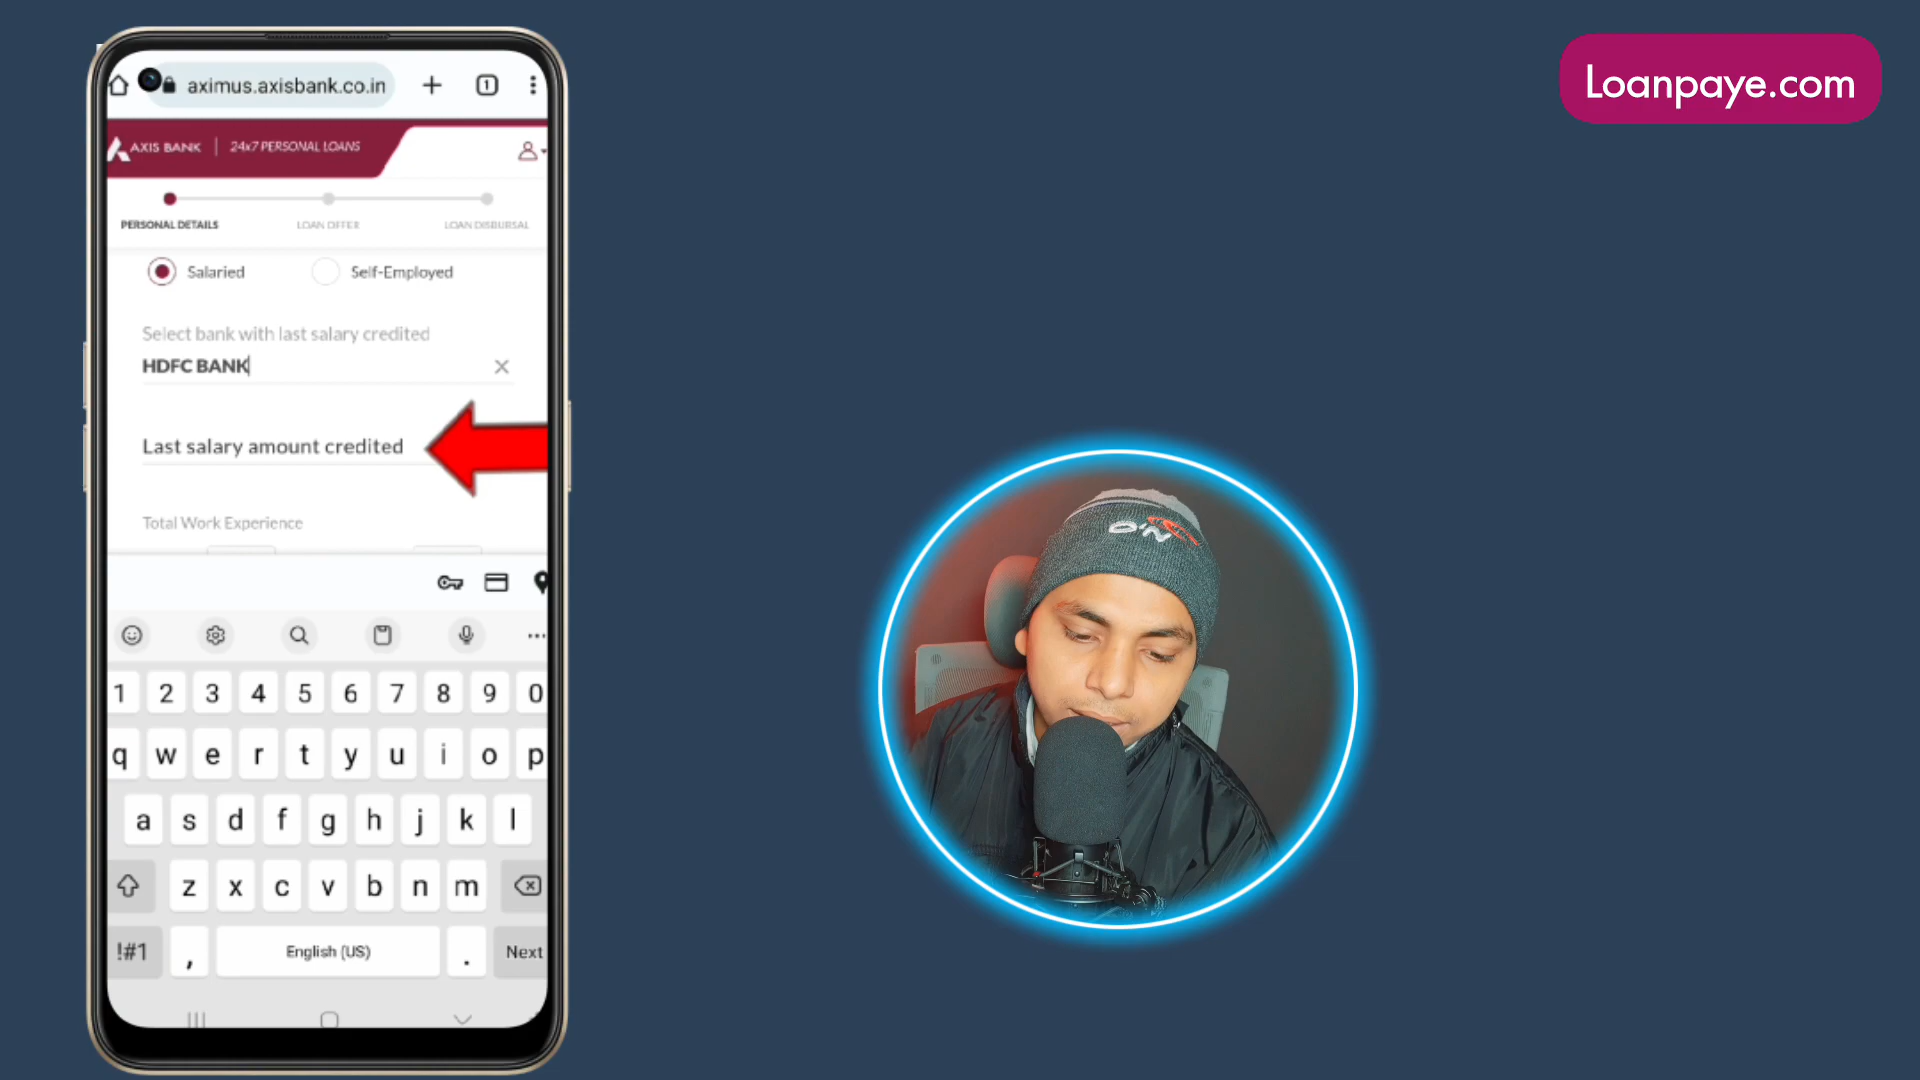 Loanpaye.com
1
aximus.axisbank.co.in
AXIS BANK | 24x7 PERSONAL LOANS
PERSONAL DETAILS LOAN OFFER LOAN DISBURSAL
Salaried Self-Employed
Select bank with last salary credited
HDFC BANK
Last salary amount credited
Total Work Experience
O'N
1 2 3 4 5 6 7 8 9 0
q w e r t y u i o p
a s d f g h j k l
z x c v b n m
!#1 , English (US) . Next